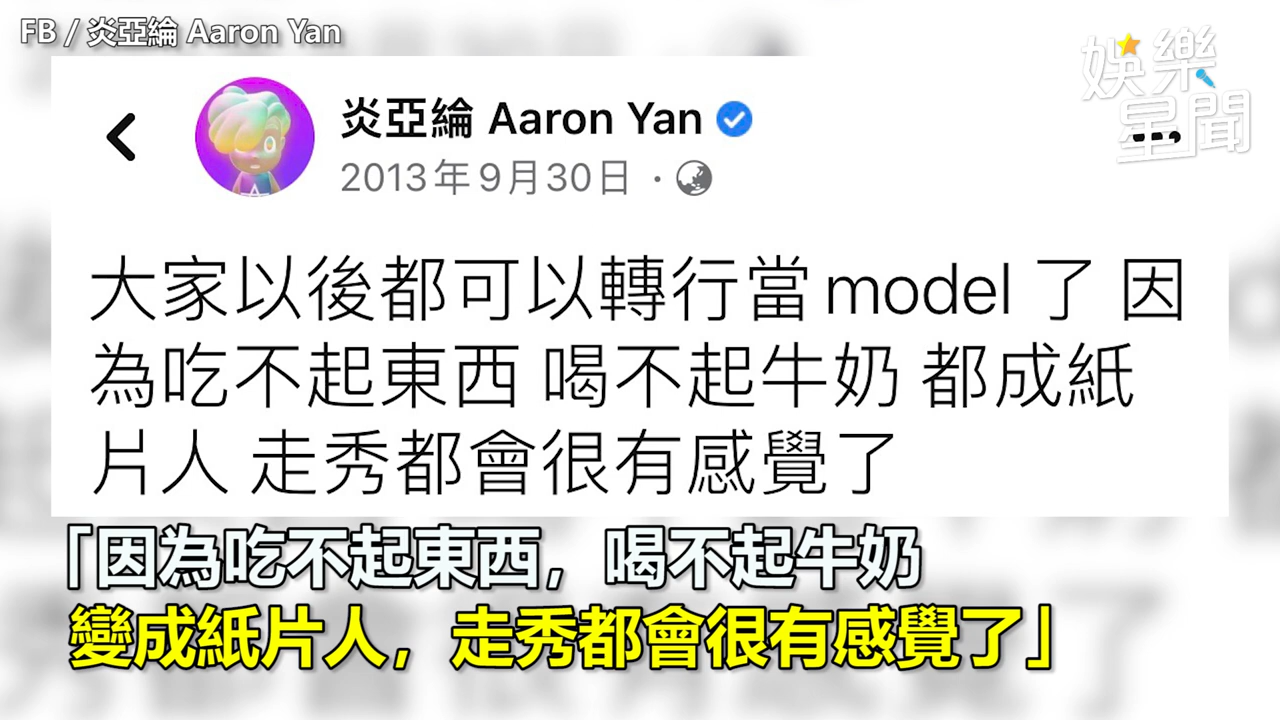 FB / 炎亞綸 Aaron Yan
娛樂
星聞
炎亞綸 Aaron Yan
2013年9月30日 ·
大家以後都可以轉行當model了 因
為吃不起東西 喝不起牛奶 都成紙
片人 走秀都會很有感覺了
「因為吃不起東西，喝不起牛奶
變成紙片人，走秀都會很有感覺了」